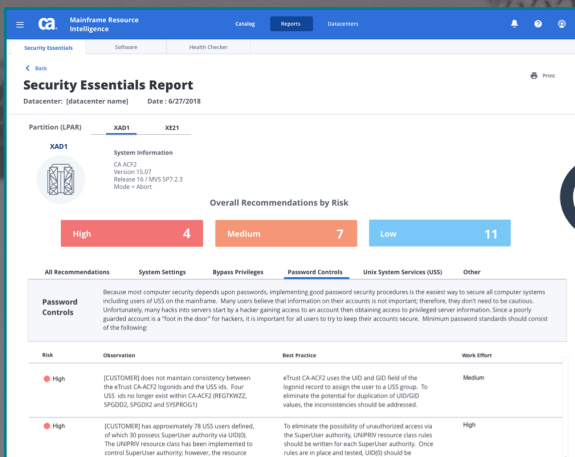 ca.
Mainframe Resource
Intelligence
Catalog
Reports
Datacenters
Security Essentials
Software
Health Checker
Back
Print
Security Essentials Report
Datacenter: [datacenter name] Date : 6/27/2018
Partition (LPAR)
XAD1
XE21
XAD1
System Information
CA ACF2
Version 15.07
Release 16 / MVS SP7.2.3
Mode = Abort
Overall Recommendations by Risk
High 4
Medium 7
Low 11
All Recommendations
System Settings
Bypass Privileges
Password Controls
Unix System Services (USS)
Other
Password
Controls
Because most computer security depends upon passwords, implementing good password security procedures is the easiest way to secure all computer systems
including users of USS on the mainframe. Many users believe that information on their accounts is not important; therefore, they don't need to be cautious.
Unfortunately, many hacks into servers start by a hacker gaining access to an account then obtaining access to privileged server information. Since a poorly
guarded account is a "foot in the door" for hackers, it is important for all users to try to keep their accounts secure. Minimum password standards should consist
of the following:
Risk
Observation
Best Practice
Work Effort
High
[CUSTOMER] does not maintain consistency between
the eTrust CA-ACF2 logonids and the USS ids. Four
USS ids no longer exist within CA-ACF2 (REGTKWZZ,
SPGDD2, SPGDX2 and SYSPROG1)
eTrust CA-ACF2 uses the UID and GID field of the
logonid record to assign the user to a USS group. To
eliminate the potential for duplication of UID/GID
values, the inconsistencies should be addressed.
Medium
High
[CUSTOMER] has approximately 78 USS users defined,
of which 30 possess SuperUser authority via UID(0).
The UNIPRIV resource class has been implemented to
control SuperUser authority; however, the resource
To eliminate the possibility of unauthorized access via
the SuperUser authority, UNIPRIV resource class rules
should be written for each SuperUser authority. Once
rules are in place and tested, UID(0) should be
High